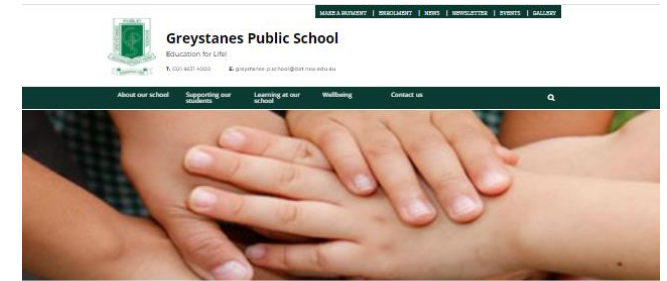 MAKE A PAYMENT | ENROLMENT | NEWS | NEWSLETTER | EVENTS | GALLERY
PUBLIC
Greystanes Public School
Education for Life!
T: E:
About our school Supporting our students Learning at our school Wellbeing Contact us